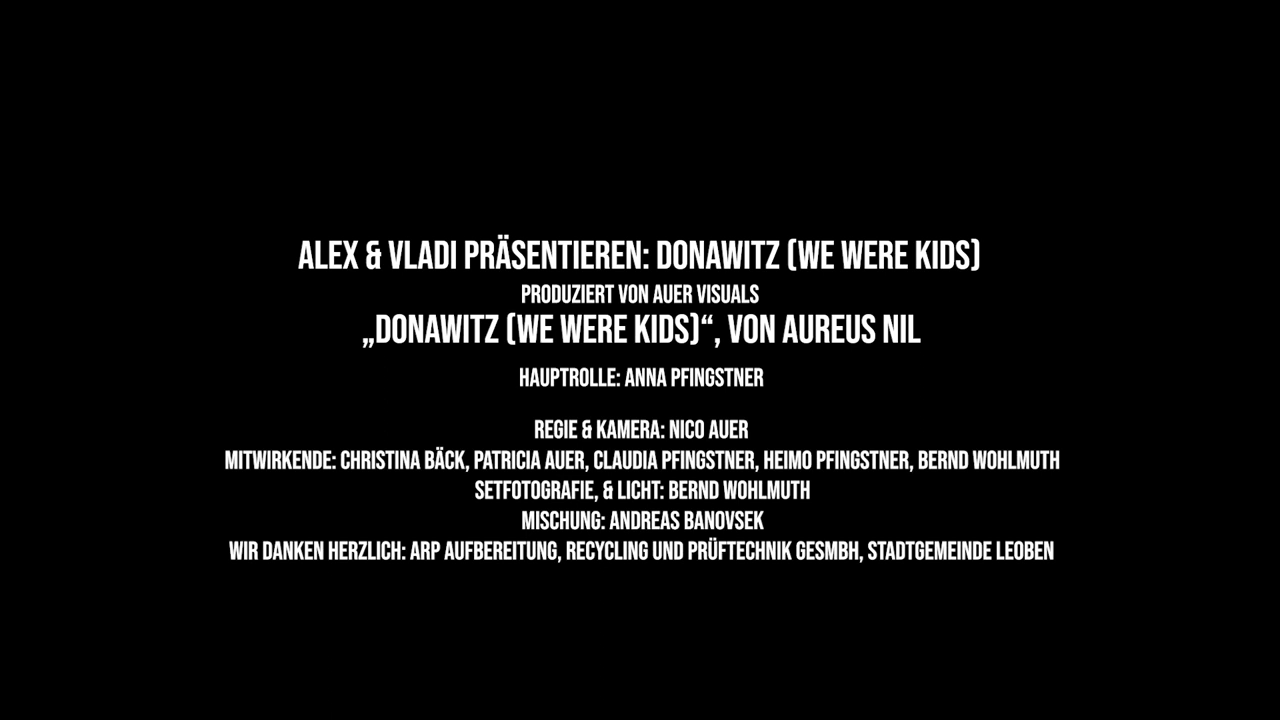 ALEX & VLADI PRÄSENTIEREN: DONAWITZ (WE WERE KIDS)
PRODUZIERT VON AUER VISUALS
„DONAWITZ (WE WERE KIDS)“, VON AUREUS NIL
HAUPTROLLE: ANNA PFINGSTNER
REGIE & KAMERA: NICO AUER
MITWIRKENDE: CHRISTINA BÄCK, PATRICIA AUER, CLAUDIA PFINGSTNER, HEIMO PFINGSTNER, BERND WOHLMUTH
SETFOTOGRAFIE, & LICHT: BERND WOHLMUTH
MISCHUNG: ANDREAS BANOVSEK
WIR DANKEN HERZLICH: ARP AUFBEREITUNG, RECYCLING UND PRÜFTECHNIK GESMBH, STADTGEMEINDE LEOBEN